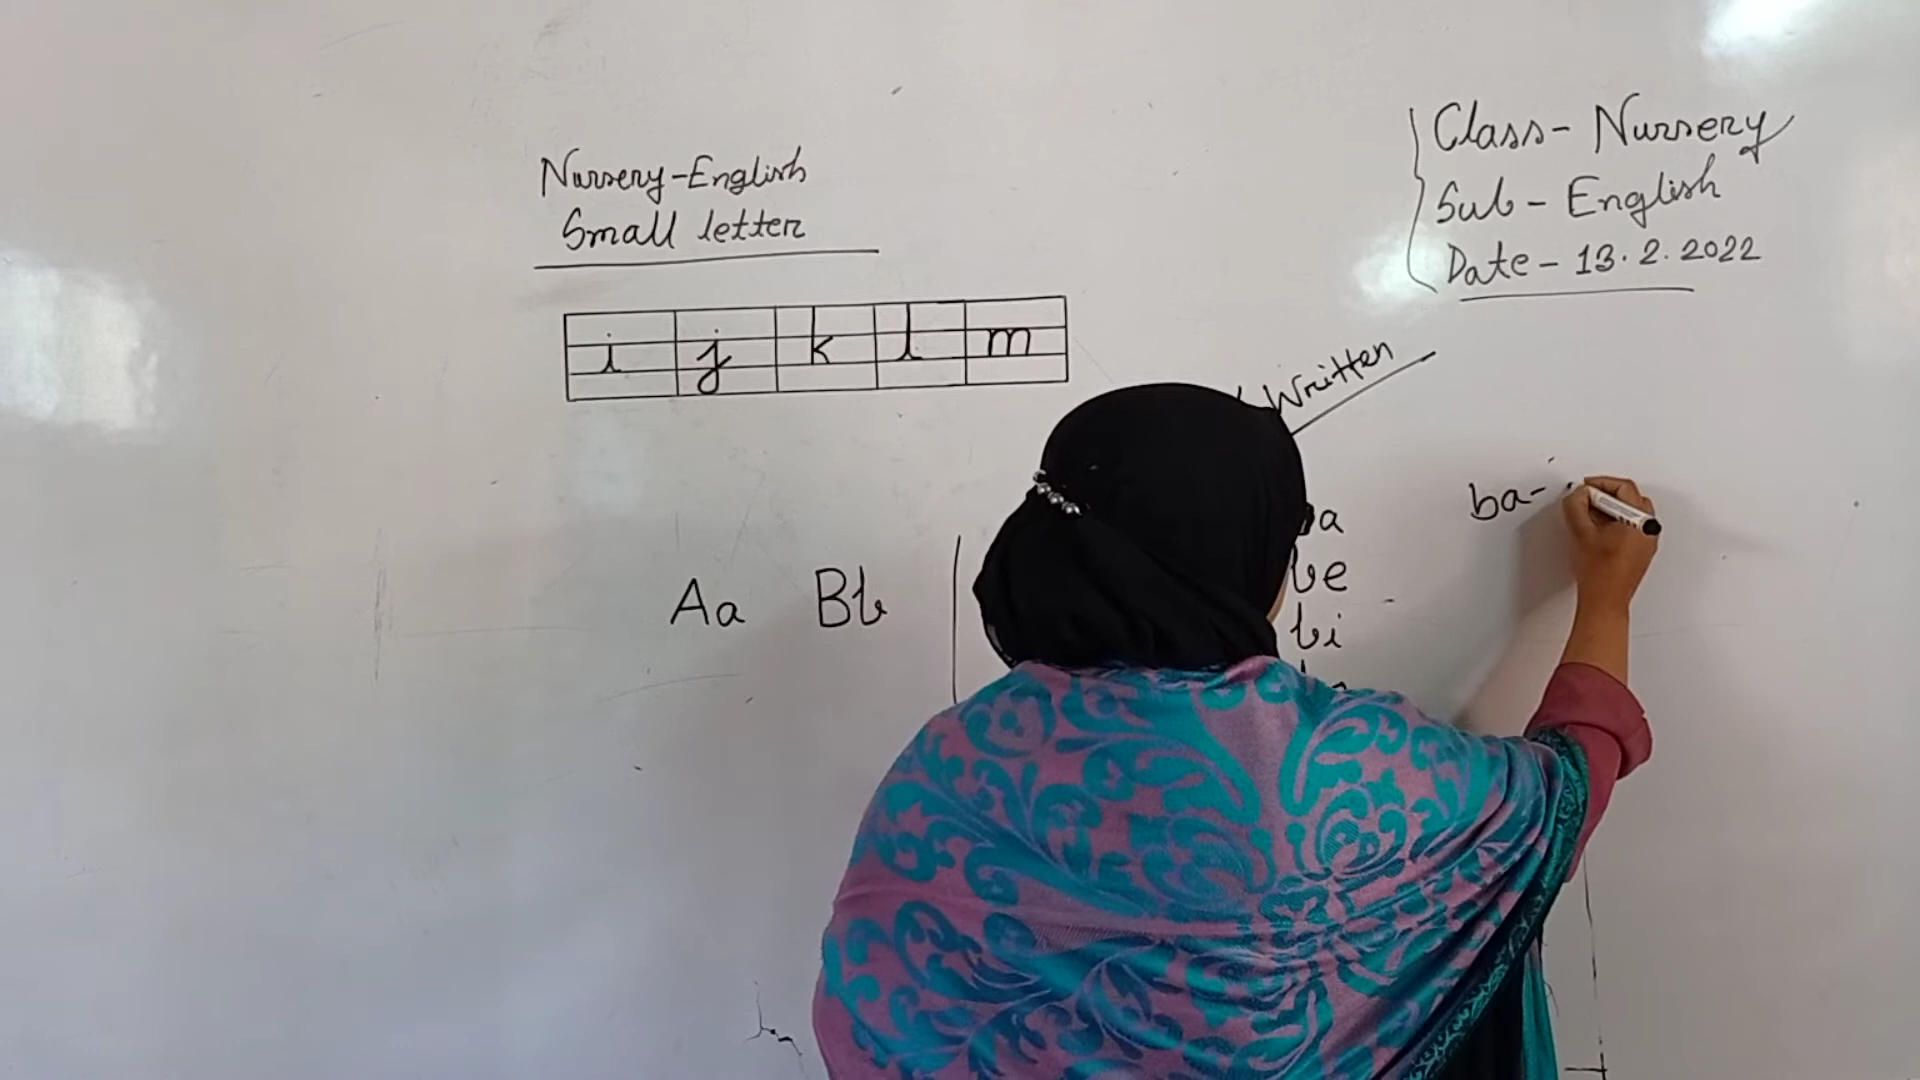 Nursery-English
Small letter
i j k l m
Class- Nursery
Sub- English
Date- 13.2.2022
Written
Aa Bb
a
be
bi
ba-